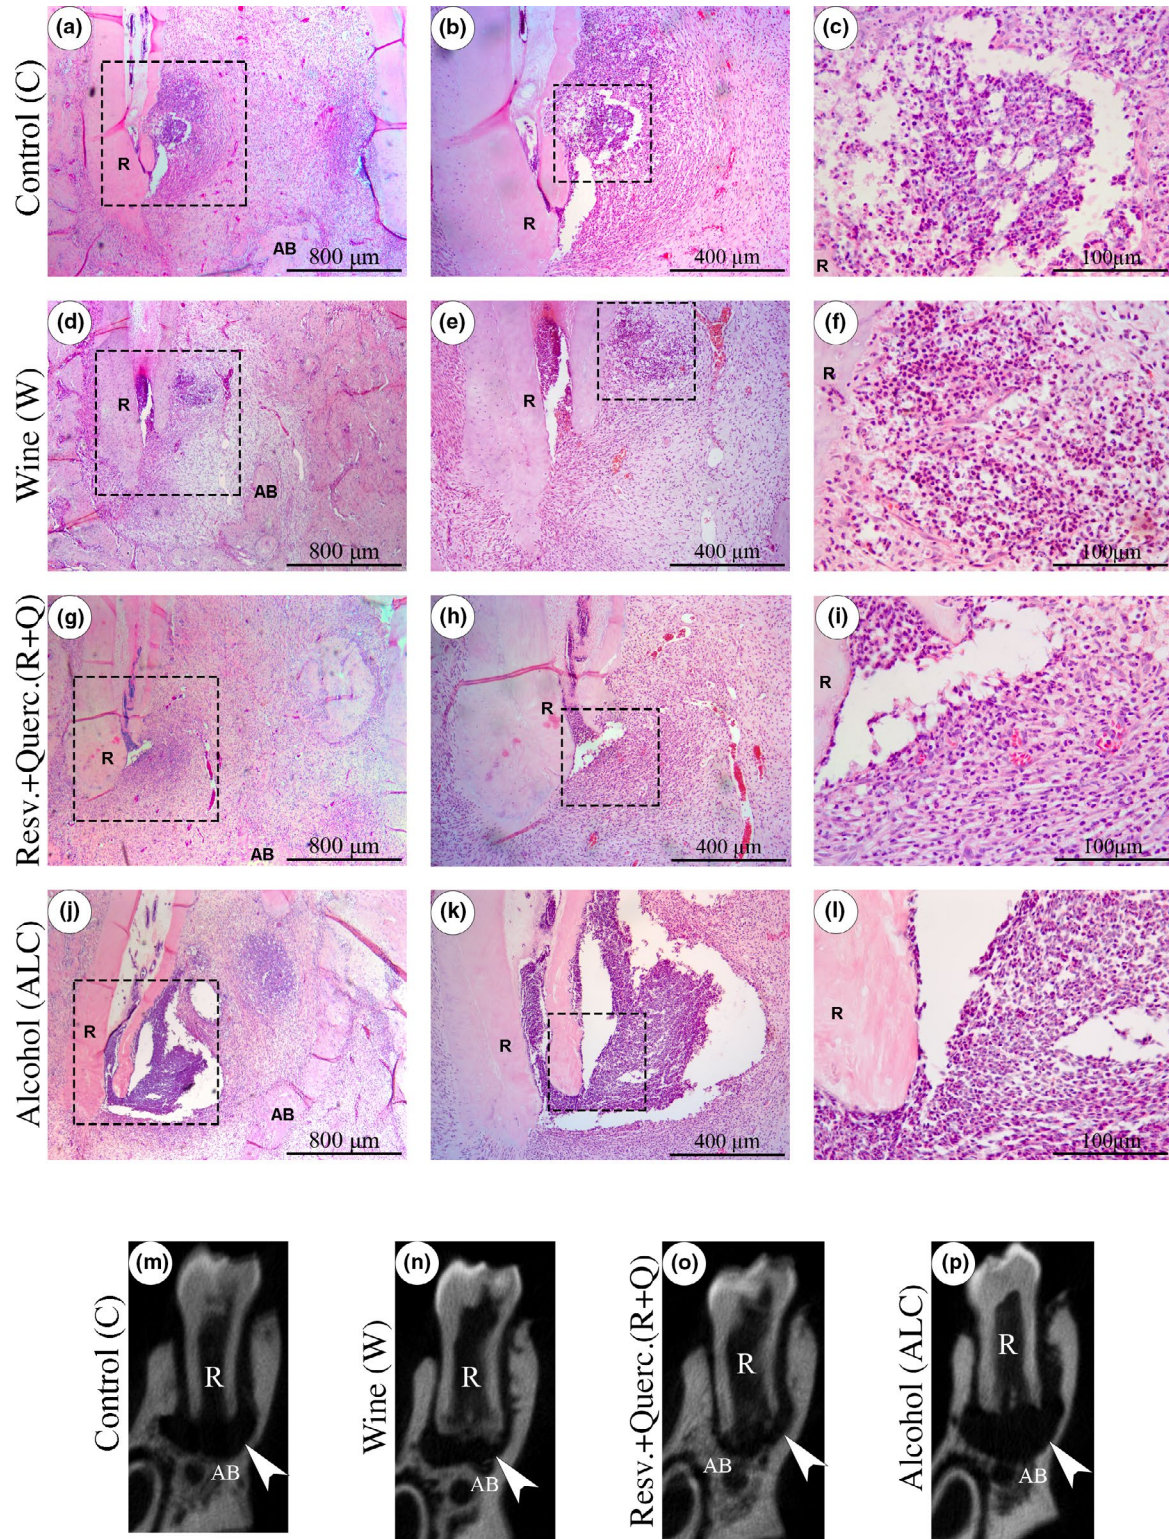 Control (C)
(a)
R
AB
800 µm
(b)
R
400 µm
(c)
R
100µm
Wine (W)
(d)
R
AB
800 µm
(e)
R
400 µm
(f)
R
100µm
Resv.+Querc.(R+Q)
(g)
R
AB
800 µm
(h)
R
400 µm
(i)
R
100µm
Alcohol (ALC)
(j)
R
AB
800 µm
(k)
R
400 µm
(l)
R
100µm
Control (C)
(m)
R
AB
Wine (W)
(n)
R
AB
Resv.+Querc.(R+Q)
(o)
R
AB
Alcohol (ALC)
(p)
R
AB